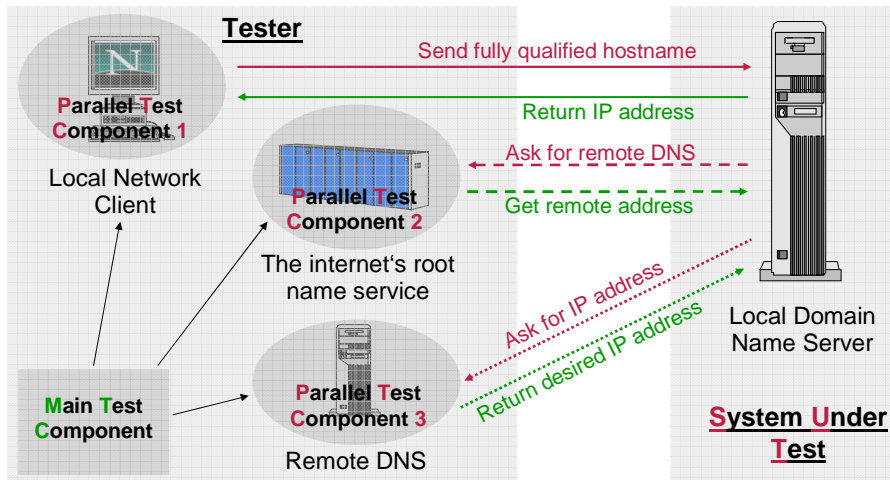 Tester
Send fully qualified hostname
N
Parallel Test
Component 1
Return IP address
Local Network
Client
Ask for remote DNS
Parallel Test
Component 2
Get remote address
The internet's root
name service
Ask for IP address
Return desired IP address
Local Domain
Name Server
Main Test
Component
Parallel Test
Component 3
Remote DNS
System Under
Test